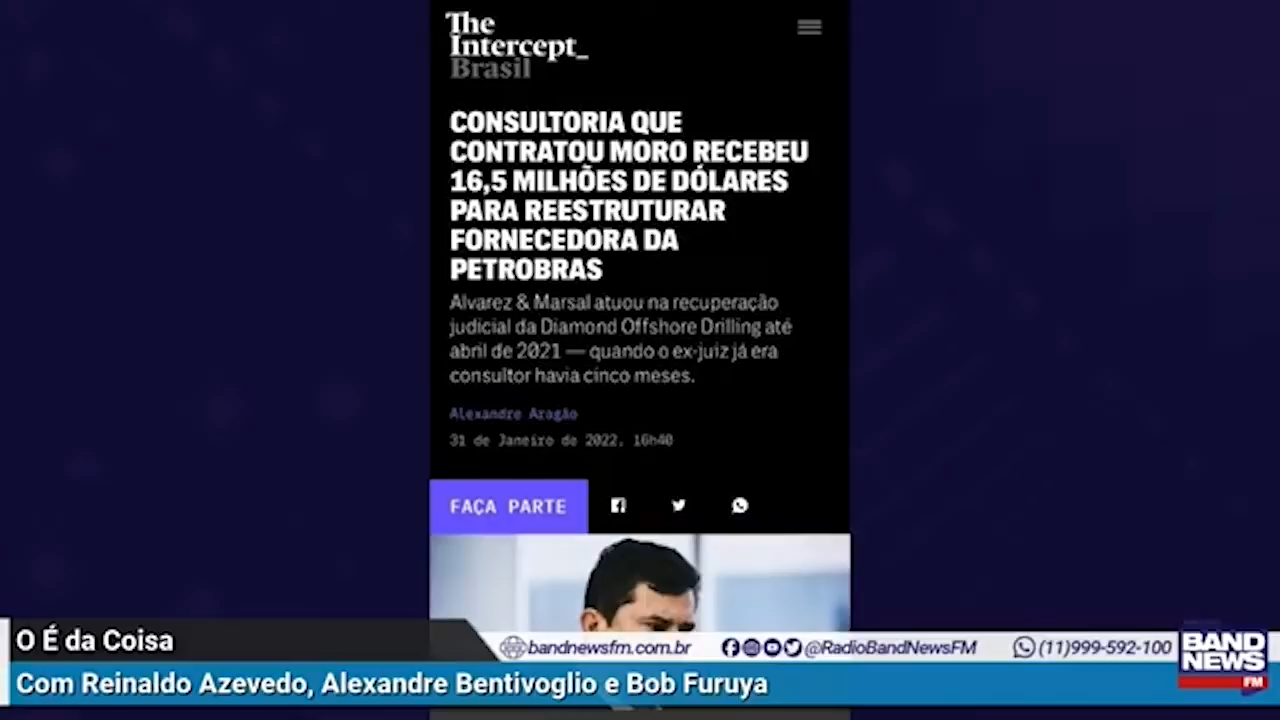 The
Intercept_
Brasil
CONSULTORIA QUE
CONTRATOU MORO RECEBEU
16,5 MILHÕES DE DÓLARES
PARA REESTRUTURAR
FORNECEDORA DA
PETROBRAS
Alvarez & Marsal atuou na recuperação
judicial da Diamond Offshore Drilling até
abril de 2021 — quando o ex-juiz já era
consultor havia cinco meses.
Alexandre Aragão
31 de Janeiro de 2022, 16h40
FAÇA PARTE
O É da Coisa
bandnewsfm.com.br
@RadioBandNewsFM
(11)999-592-100
BAND
NEWS
FM
Com Reinaldo Azevedo, Alexandre Bentivoglio e Bob Furuya